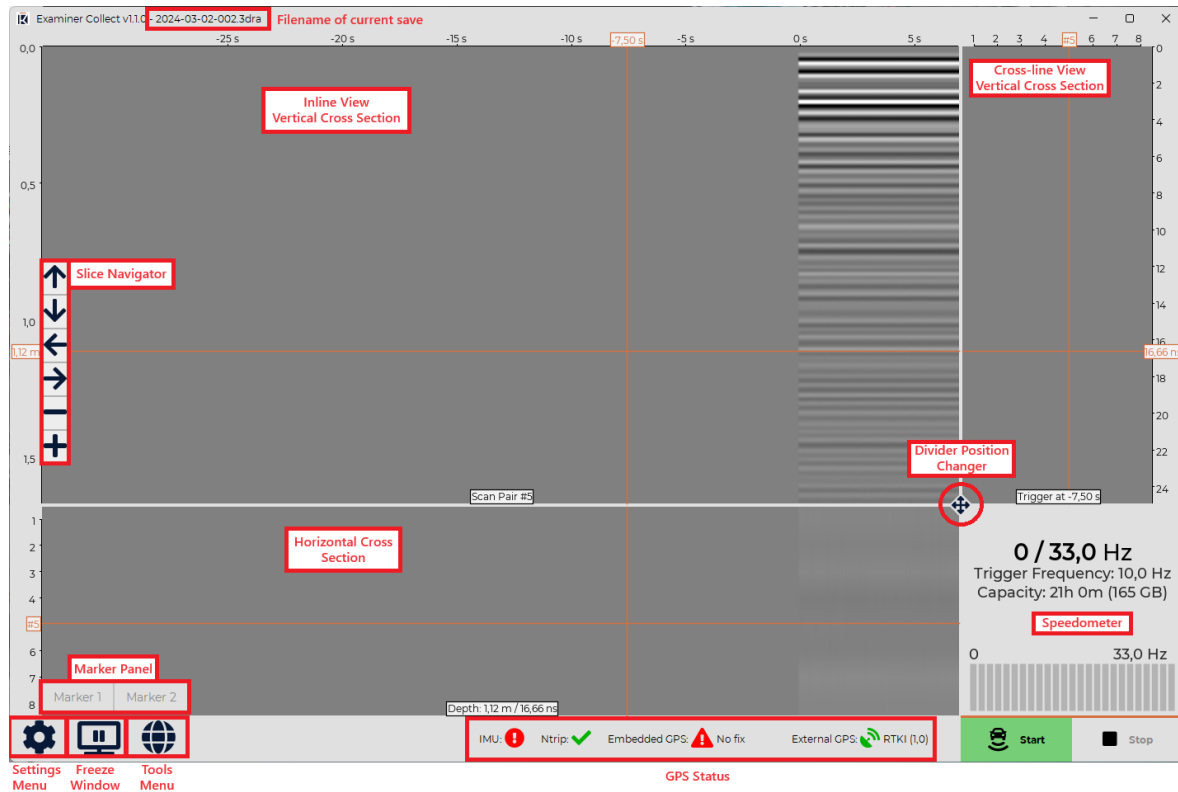 Examiner Collect v1.1.0 - 2024-03-02-002.3dra
Filename of current save
-25 s -20 s -15 s -10 s -7,50 s -5 s 0 s 5 s
1 2 3 4 #5 6 7 8
0,0
0,5
1,0
1,12 m
1,5
0
2
4
6
8
10
12
14
16
16,66 ns
18
20
22
24
Inline View
Vertical Cross Section
Cross-line View
Vertical Cross Section
Slice Navigator
Divider Position
Changer
Scan Pair #5
Trigger at -7,50 s
1
2
3
4
#5
6
7
8
Horizontal Cross
Section
0 / 33,0 Hz
Trigger Frequency: 10,0 Hz
Capacity: 21h 0m (165 GB)
Speedometer
0 33,0 Hz
Marker Panel
Marker 1 Marker 2
Depth: 1,12 m / 16,66 ns
IMU: Ntrip: Embedded GPS: No fix External GPS: RTKI (1,0)
Start Stop
Settings
Menu
Freeze
Window
Tools
Menu
GPS Status